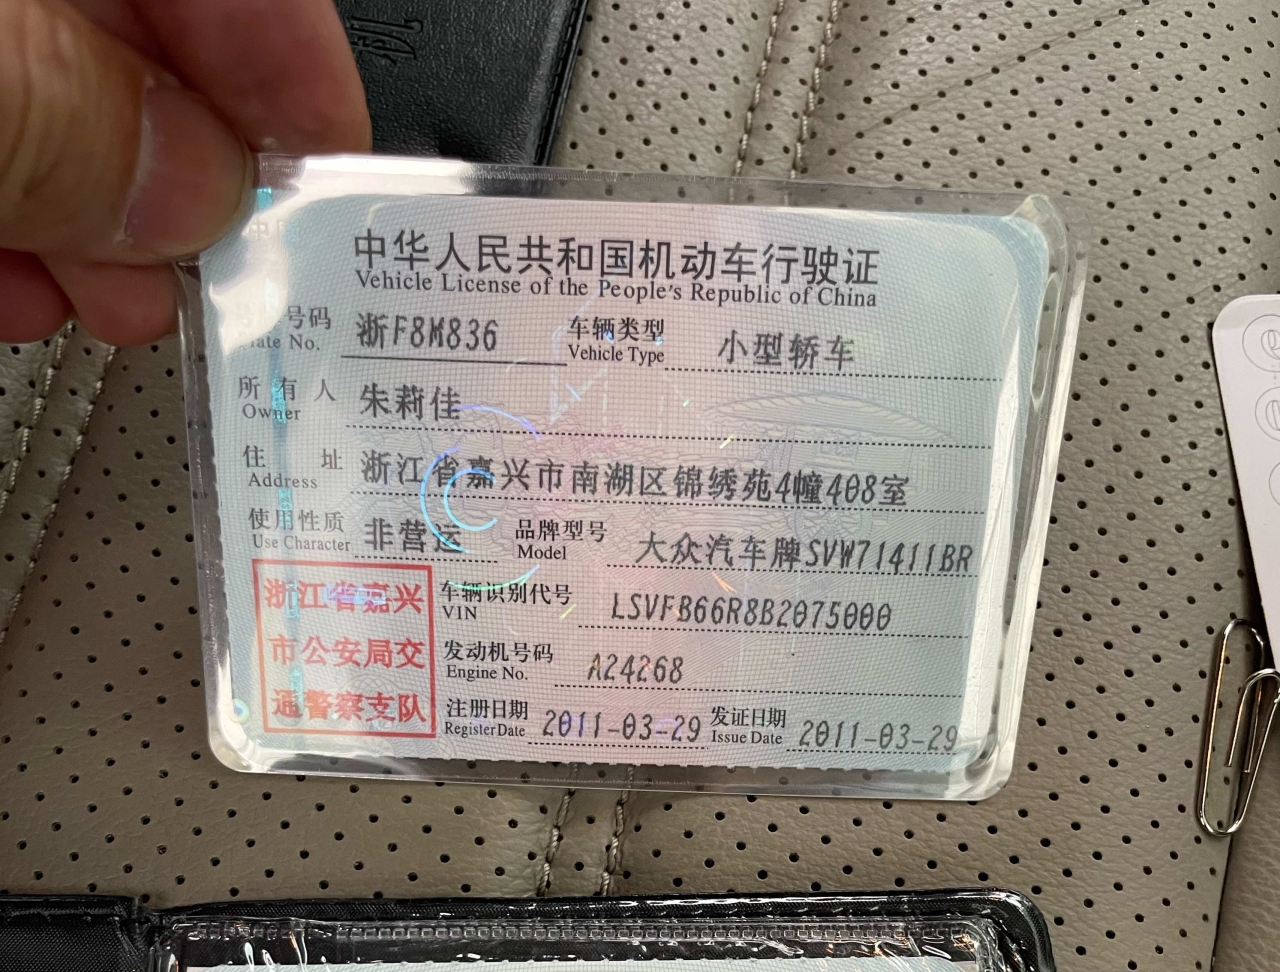 中华人民共和国机动车行驶证
Vehicle License of the People's Republic of China
号码 浙F8M836 车辆类型 小型轿车
Plate No. Vehicle Type
所有人 朱莉佳
Owner
住址 浙江省嘉兴市南湖区锦绣苑4幢408室
Address
使用性质 非营运 品牌型号 大众汽车牌SVW71411BR
Use Character Model
浙江省嘉兴
市公安局交
通警察支队
车辆识别代号 LSVFB66R8B2075000
VIN
发动机号码 A24268
Engine No.
注册日期 2011-03-29 发证日期 2011-03-29
Register Date Issue Date